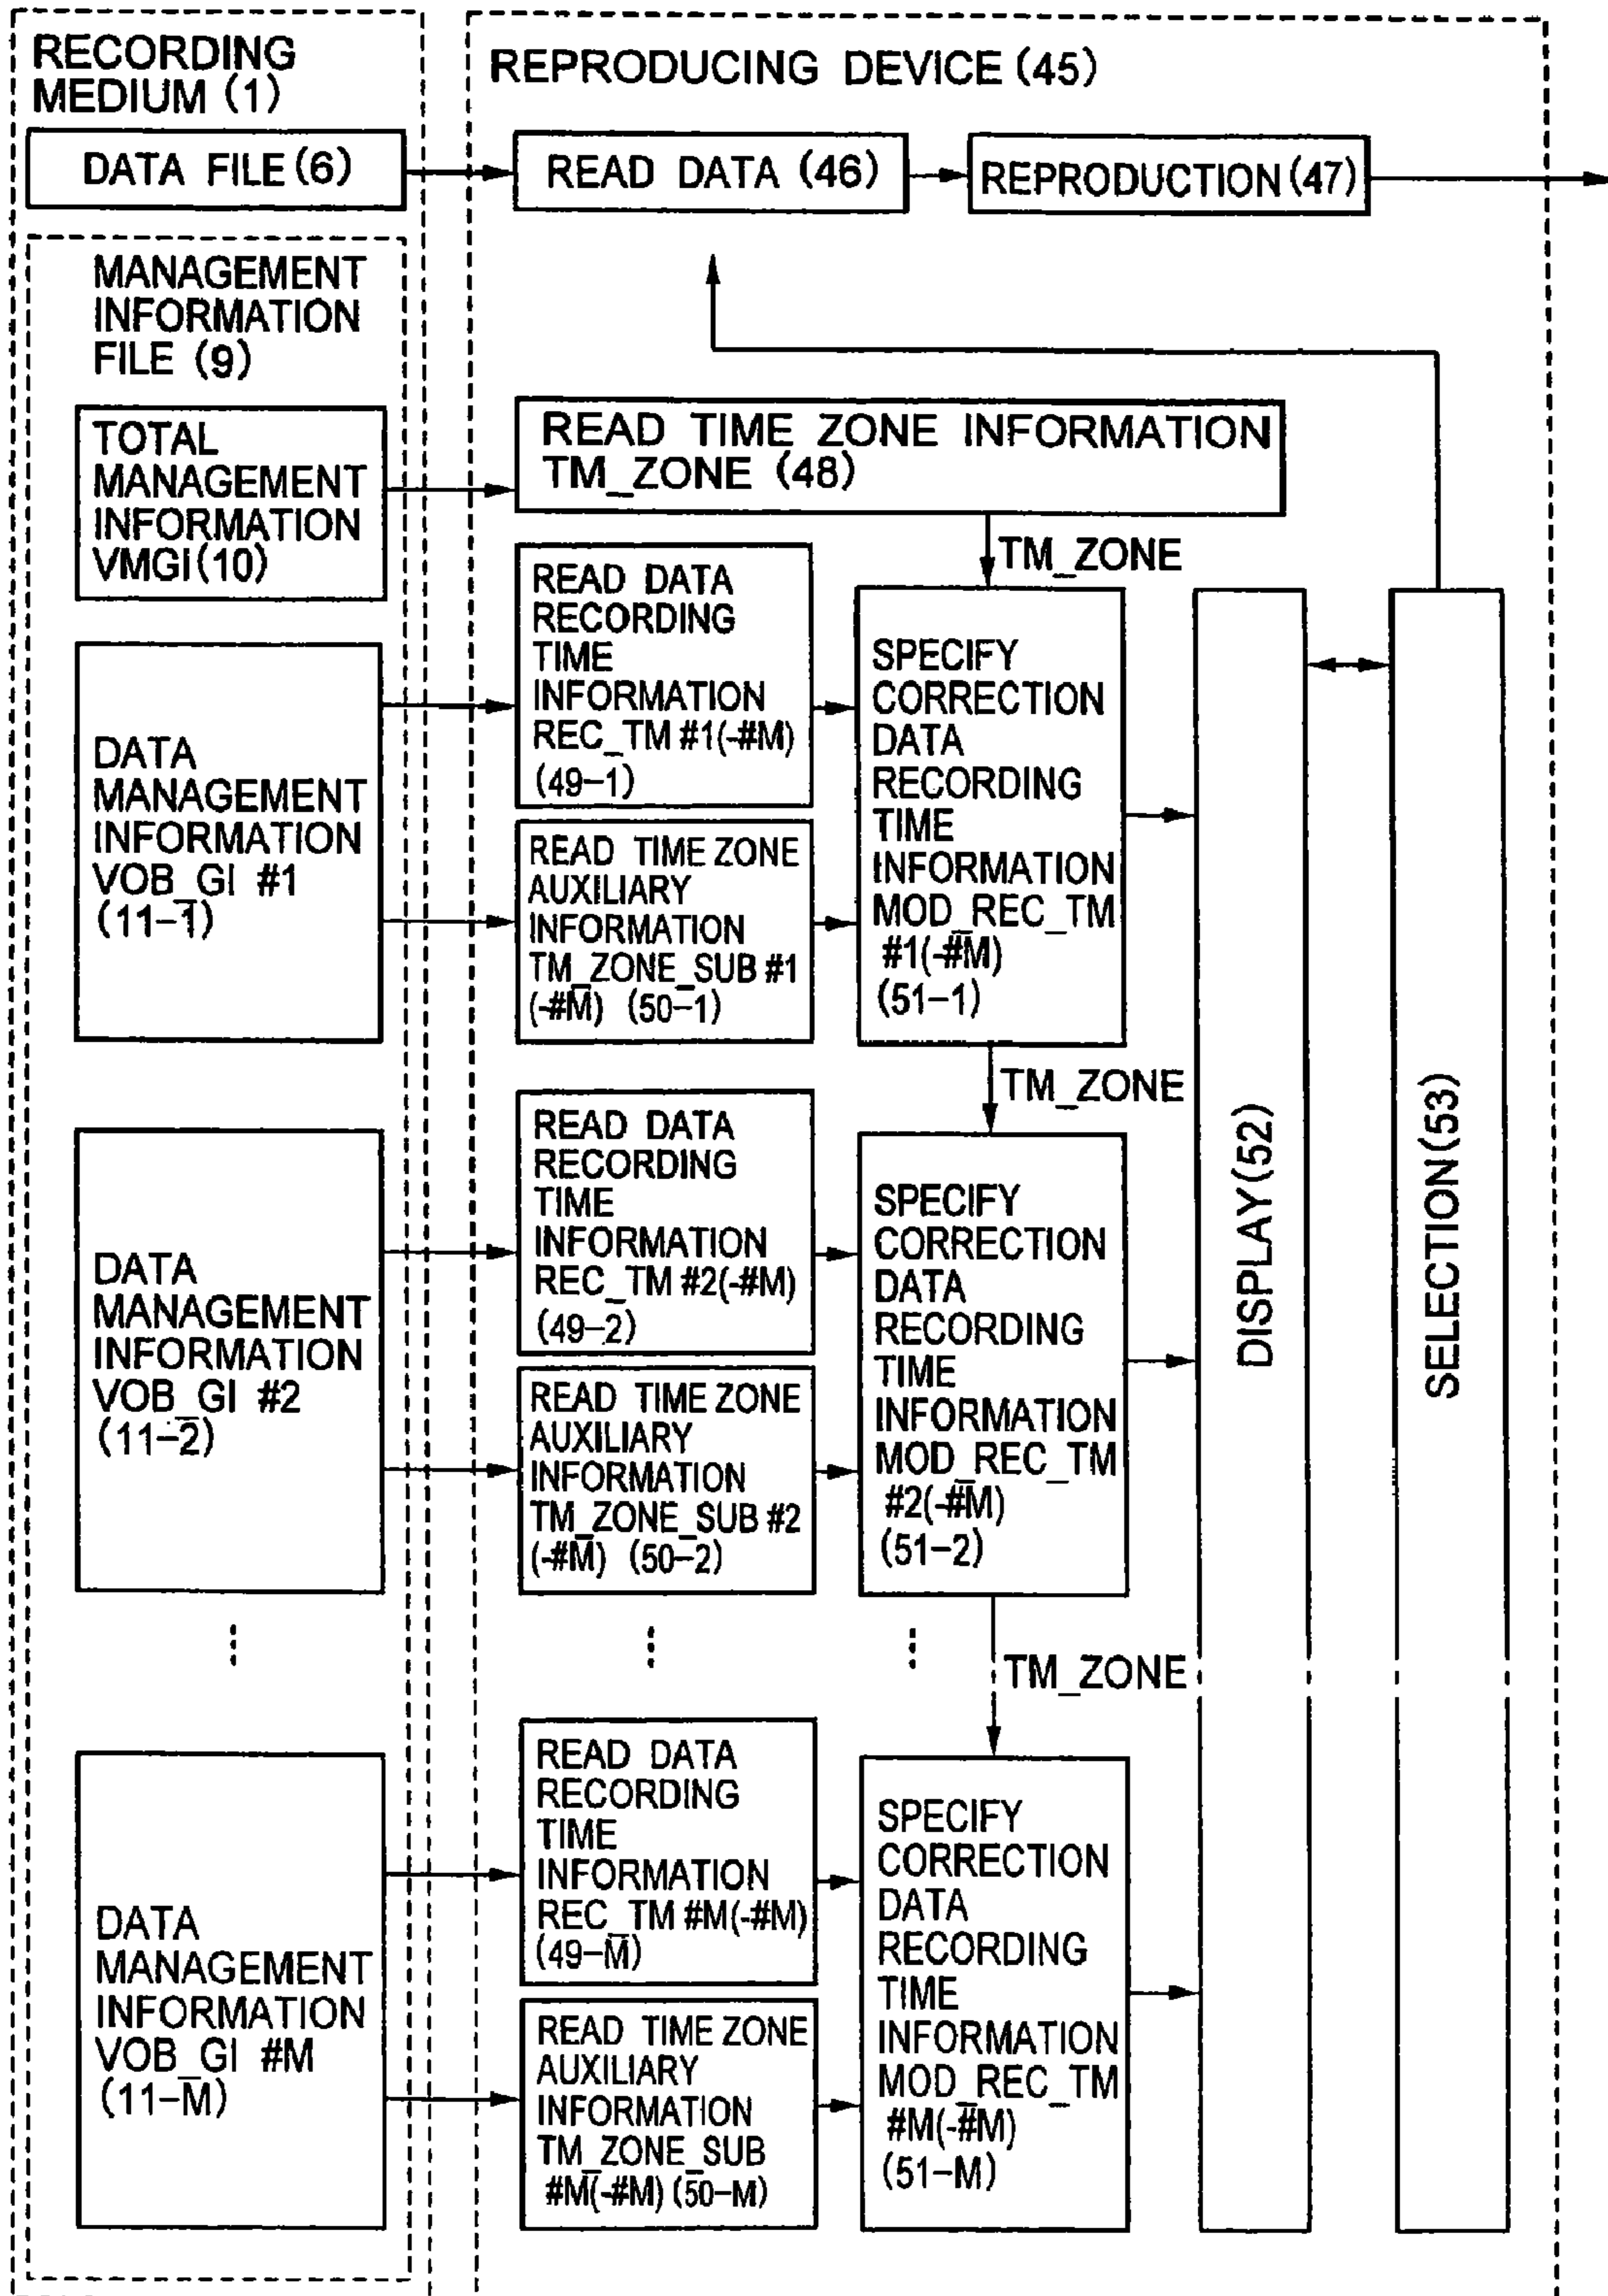 RECORDING
MEDIUM (1)
REPRODUCING DEVICE (45)
DATA FILE (6)
READ DATA (46)
REPRODUCTION (47)
MANAGEMENT
INFORMATION
FILE (9)
TOTAL
MANAGEMENT
INFORMATION
VMGI(10)
READ TIME ZONE INFORMATION
TM_ZONE (48)
TM_ZONE
DATA
MANAGEMENT
INFORMATION
VOB_GI #1
(11-1)
READ DATA
RECORDING
TIME
INFORMATION
REC_TM #1(-#M)
(49-1)
READ TIME ZONE
AUXILIARY
INFORMATION
TM_ZONE_SUB #1
(-#M) (50-1)
SPECIFY
CORRECTION
DATA
RECORDING
TIME
INFORMATION
MOD_REC_TM
#1(-#M)
(51-1)
TM_ZONE
DISPLAY(52)
SELECTION(53)
DATA
MANAGEMENT
INFORMATION
VOB_GI #2
(11-2)
READ DATA
RECORDING
TIME
INFORMATION
REC_TM #2(-#M)
(49-2)
READ TIME ZONE
AUXILIARY
INFORMATION
TM_ZONE_SUB #2
(-#M) (50-2)
SPECIFY
CORRECTION
DATA
RECORDING
TIME
INFORMATION
MOD_REC_TM
#2(-#M)
(51-2)
TM_ZONE
DATA
MANAGEMENT
INFORMATION
VOB_GI #M
(11-M)
READ DATA
RECORDING
TIME
INFORMATION
REC_TM #M(-#M)
(49-M)
READ TIME ZONE
AUXILIARY
INFORMATION
TM_ZONE_SUB
#M(-#M) (50-M)
SPECIFY
CORRECTION
DATA
RECORDING
TIME
INFORMATION
MOD_REC_TM
#M(-#M)
(51-M)